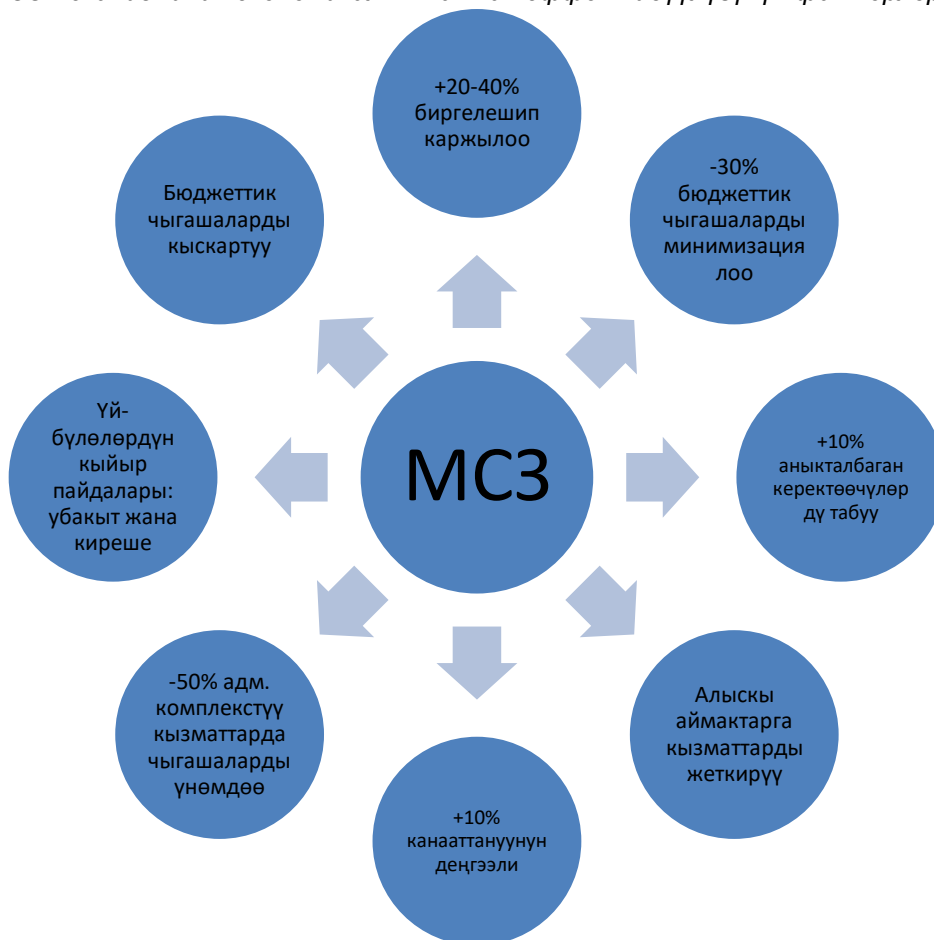 +20-40%
биргелешип
каржылоо
-30%
бюджеттик
чыгашаларды
минимизация
лоо
+10%
аныкталбаган
керектөөчүлөр
дү табуу
Алыскы
аймактарга
кызматтарды
жеткирүү
+10%
канааттануунун
деңгээли
-50% адм.
комплекстүү
кызматтарда
чыгашаларды
үнөмдөө
Үй-
бүлөлөрдүн
кыйыр
пайдалары:
убакыт жана
киреше
Бюджеттик
чыгашаларды
кыскартуу
МСЗ